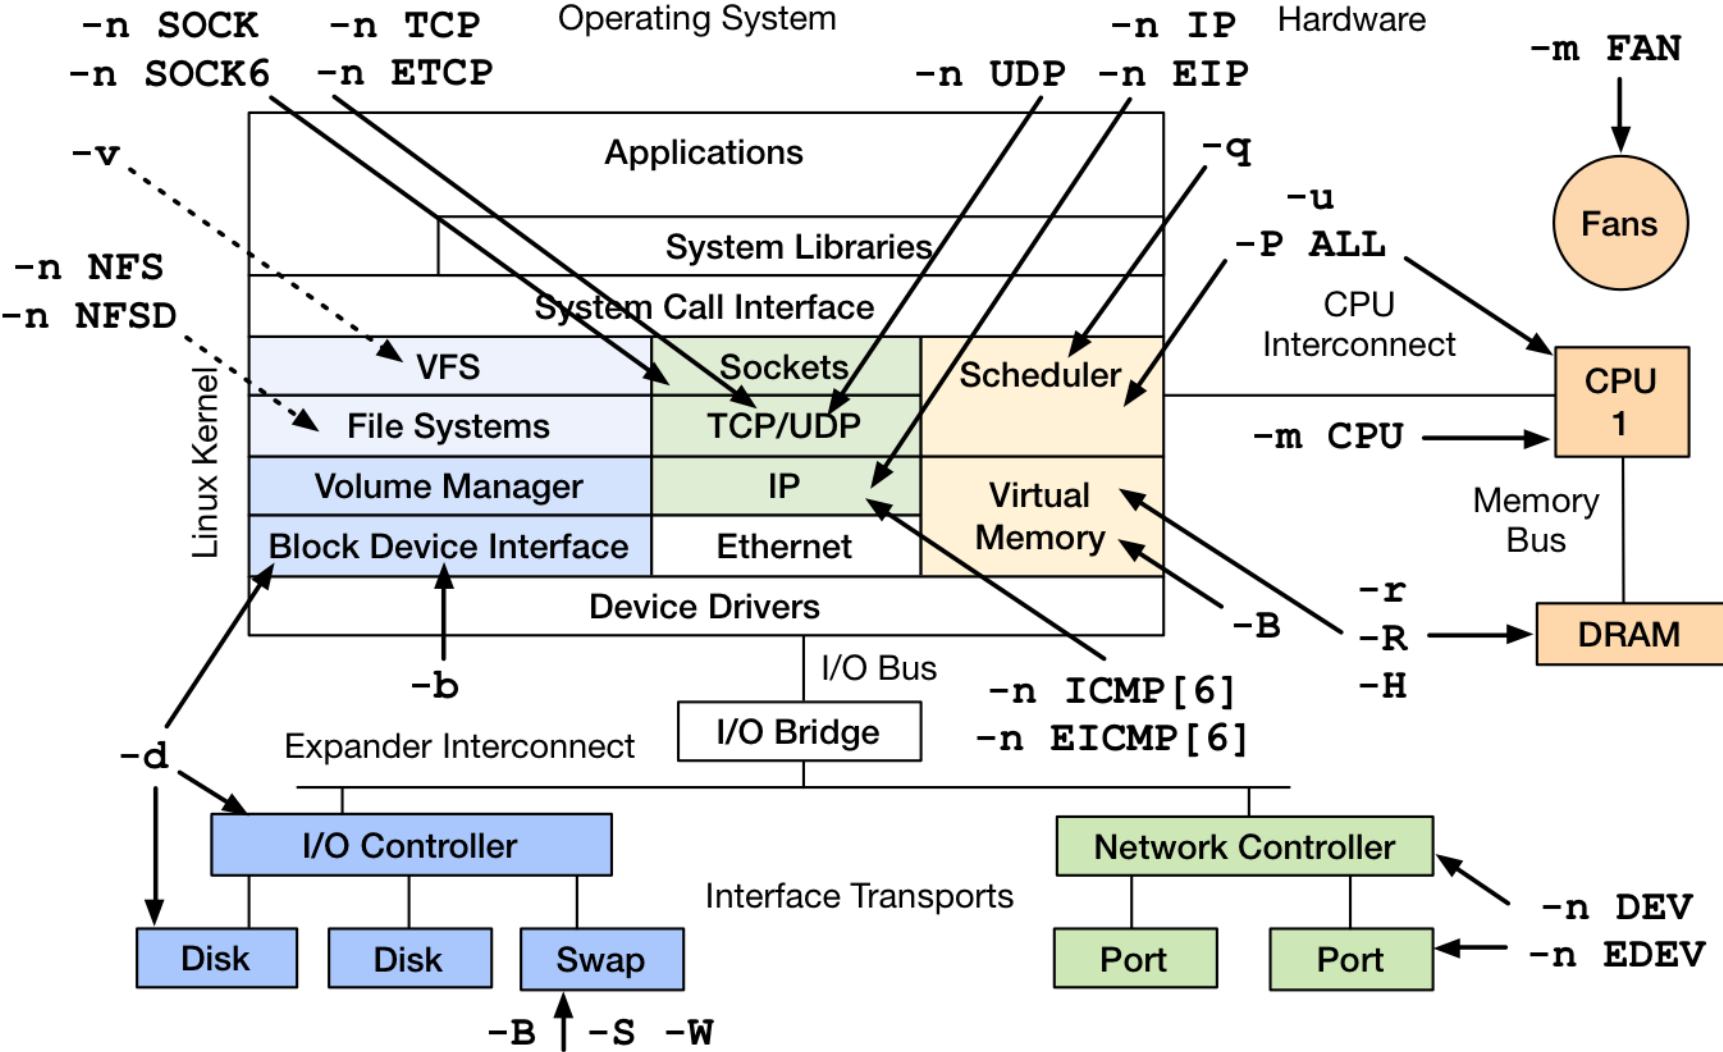 -n SOCK
-n TCP
Operating System
-n IP
Hardware
-n SOCK6
-n ETCP
-n UDP
-n EIP
-m FAN
-v
Applications
-q
-u
Fans
-n NFS
System Libraries
-P ALL
-n NFSD
System Call Interface
CPU
Interconnect
Linux Kernel
VFS
Sockets
Scheduler
CPU
1
File Systems
TCP/UDP
-m CPU
Volume Manager
IP
Virtual
Memory
Memory
Bus
Block Device Interface
Ethernet
Device Drivers
-B
-r
-R
-H
DRAM
-b
I/O Bus
-n ICMP[6]
-n EICMP[6]
-d
Expander Interconnect
I/O Bridge
I/O Controller
Network Controller
Interface Transports
-n DEV
-n EDEV
Disk
Disk
Swap
Port
Port
-B
-S -W